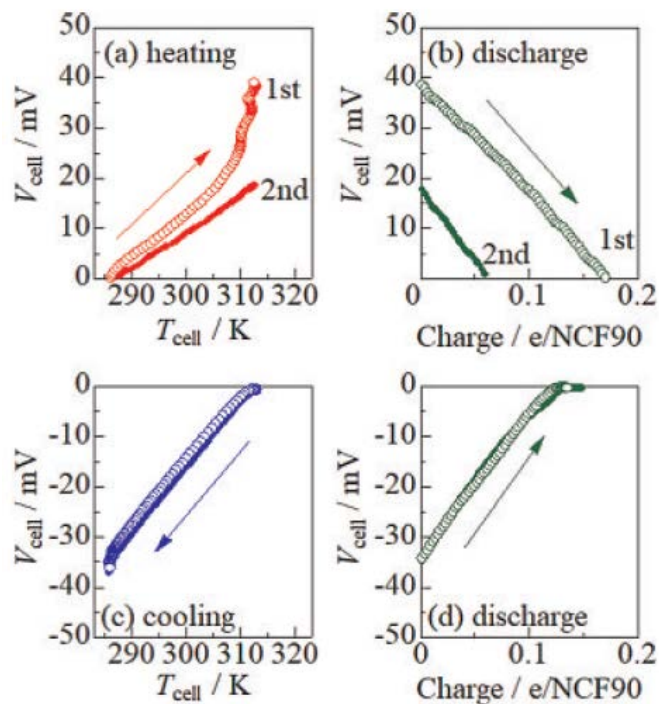 (a) heating
1st
2nd
50
40
30
20
10
0
V_cell / mV
290 300 310 320
T_cell / K
(b) discharge
1st
2nd
50
40
30
20
10
0
V_cell / mV
0 0.1 0.2
Charge / e/NCF90
(c) cooling
0
-10
-20
-30
-40
-50
V_cell / mV
290 300 310 320
T_cell / K
(d) discharge
0
-10
-20
-30
-40
-50
V_cell / mV
0 0.1 0.2
Charge / e/NCF90